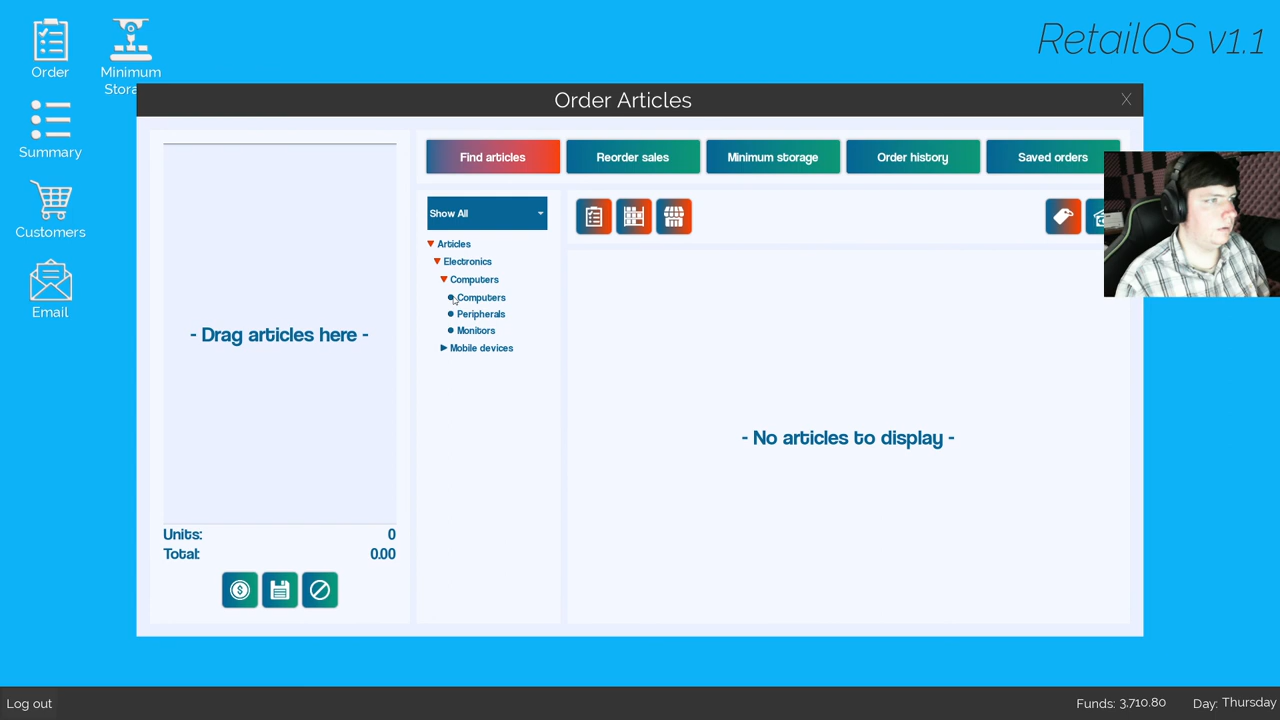 RetailOS v1.1
Order
Minimum
Stora
Summary
Customers
Email
Order Articles
X
Find articles
Reorder sales
Minimum storage
Order history
Saved orders
Show All
Articles
Electronics
Computers
Computers
Peripherals
Monitors
Mobile devices
- Drag articles here -
- No articles to display -
Units: 0
Total: 0.00
Log out
Funds: 3,710.80
Day: Thursday